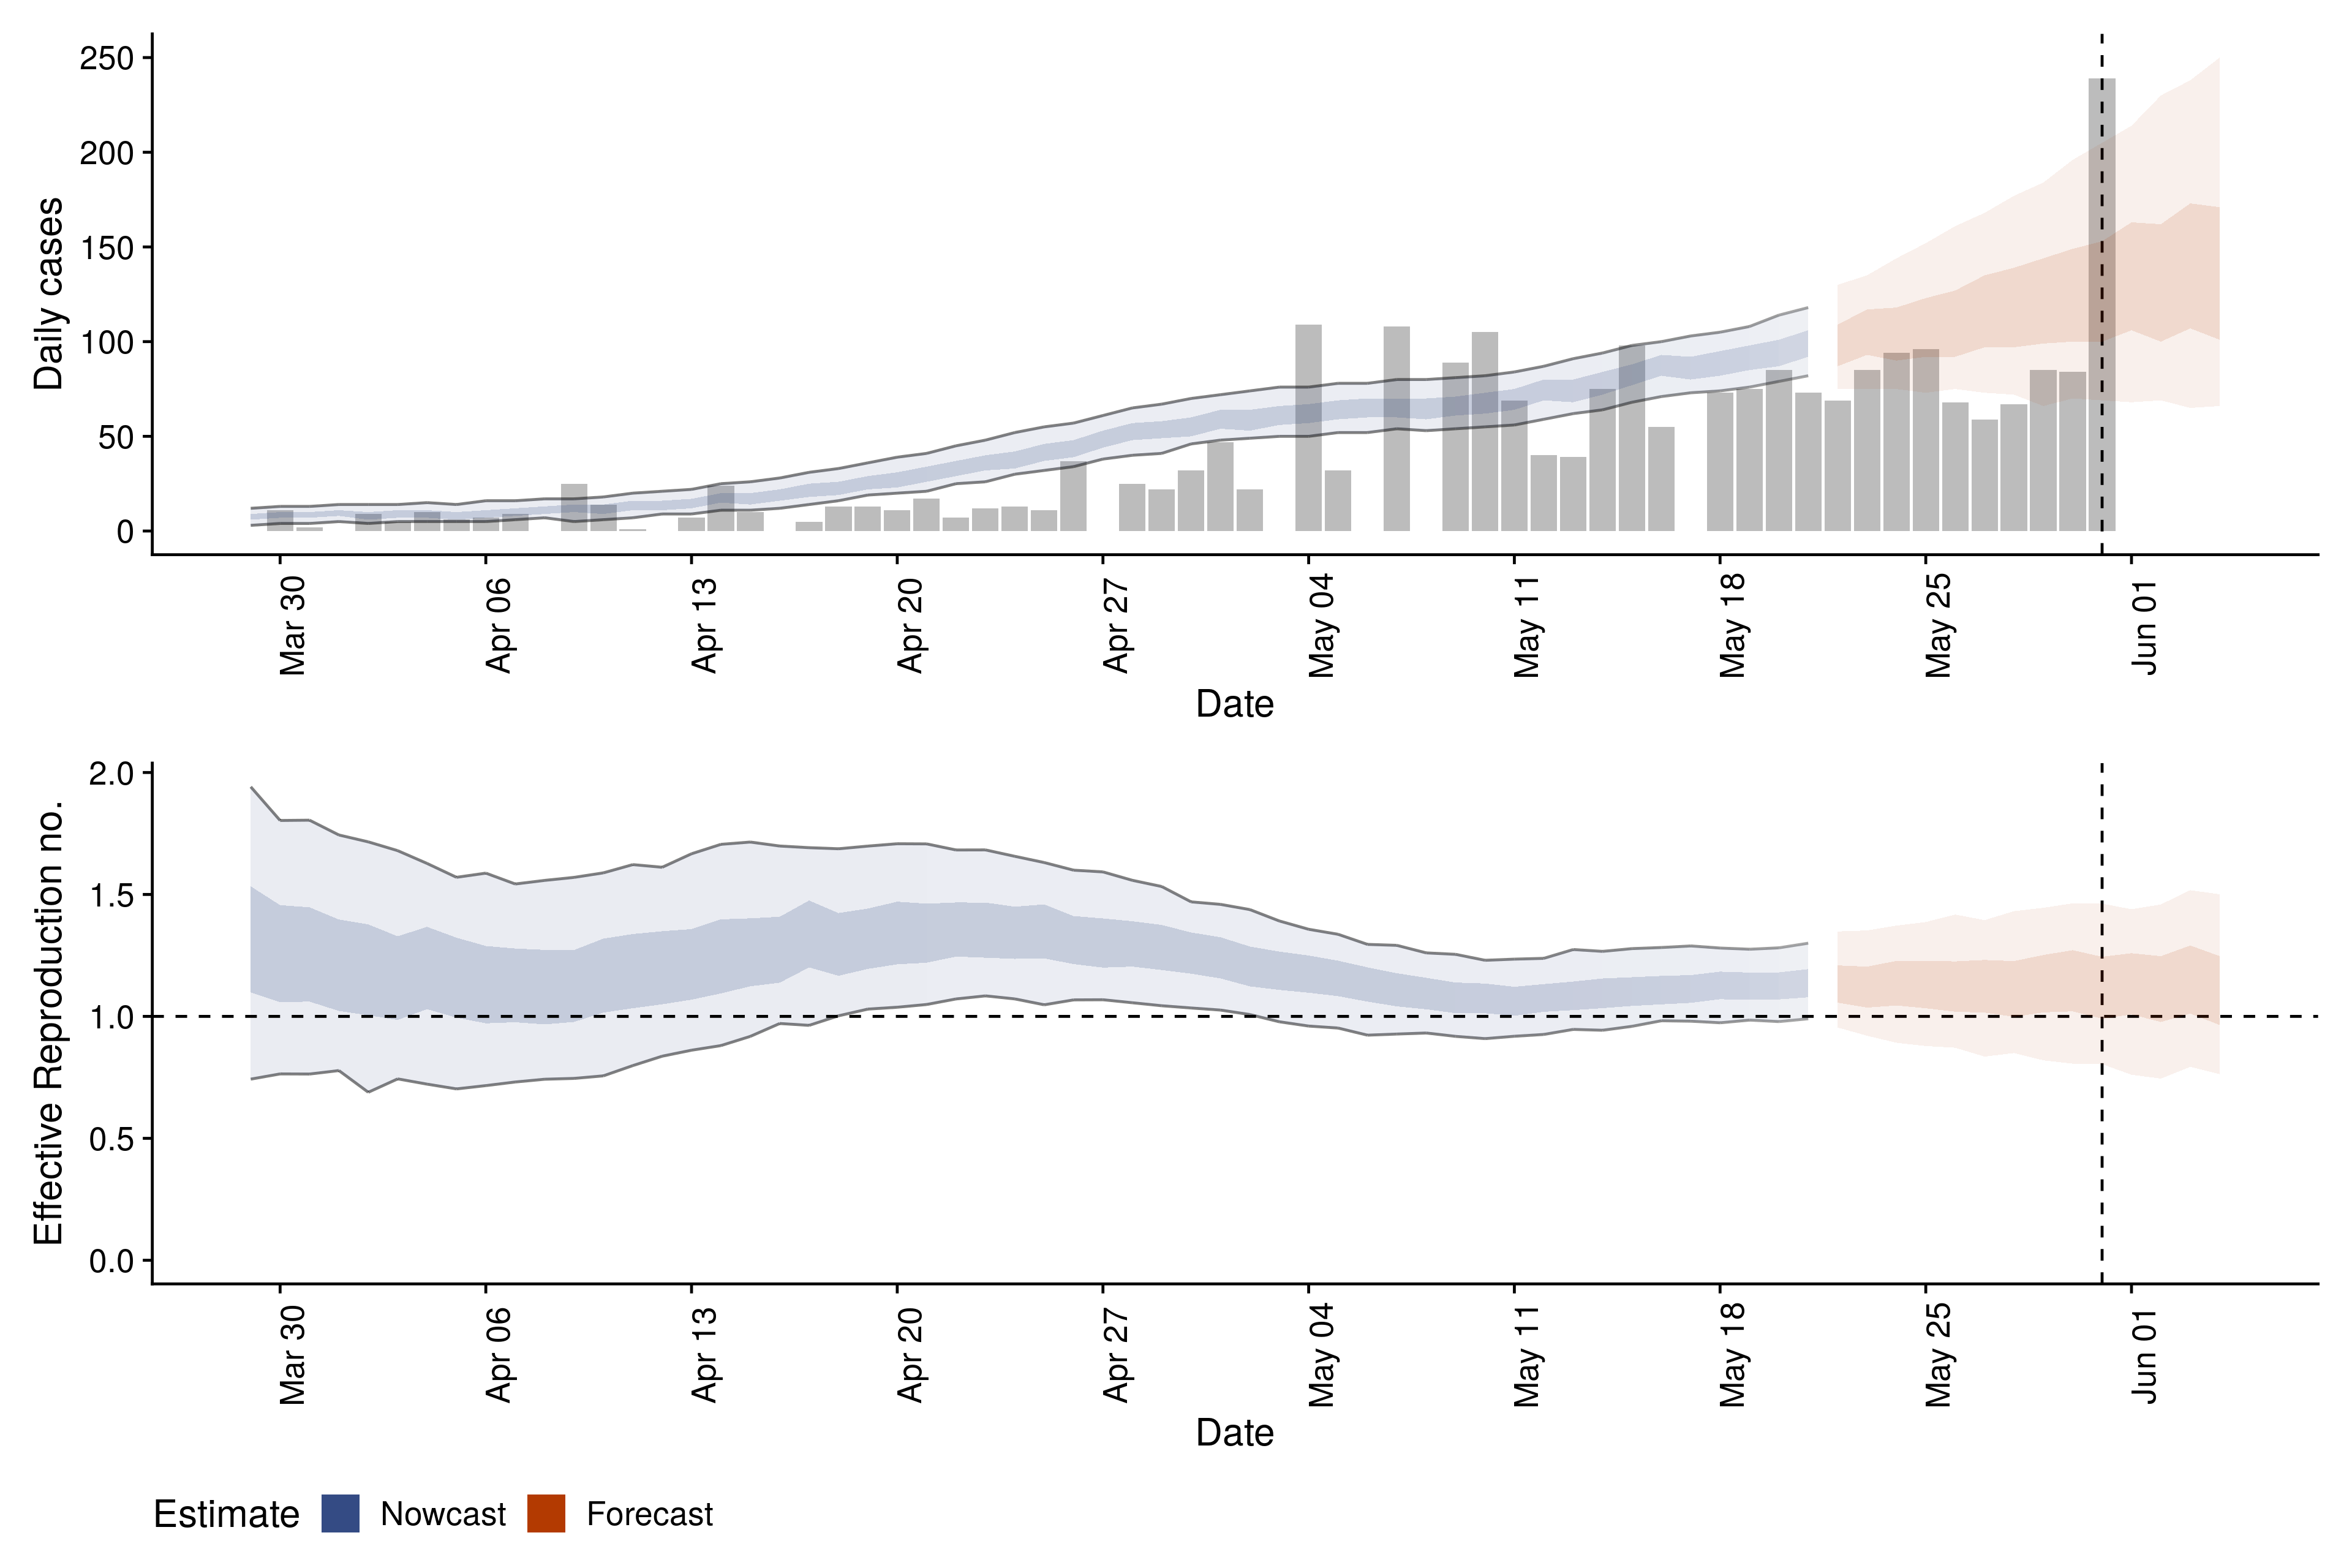 250
200
150
100
50
0
Daily cases
Mar 30
Apr 06
Apr 13
Apr 20
Apr 27
May 04
May 11
May 18
May 25
Jun 01
Date
2.0
1.5
1.0
0.5
0.0
Effective Reproduction no.
Mar 30
Apr 06
Apr 13
Apr 20
Apr 27
May 04
May 11
May 18
May 25
Jun 01
Date
Estimate Nowcast Forecast